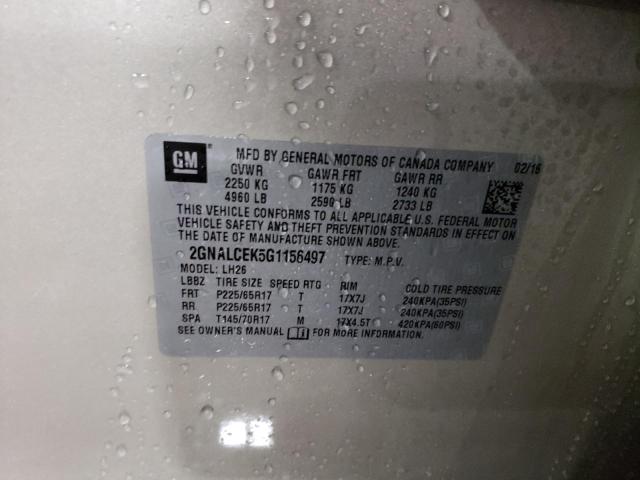 GM
MFD BY GENERAL MOTORS OF CANADA COMPANY 02/16
GVWR GAWR FRT GAWR RR
2250 KG 1175 KG 1240 KG
4960 LB 2590 LB 2733 LB
THIS VEHICLE CONFORMS TO ALL APPLICABLE U.S. FEDERAL MOTOR
VEHICLE SAFETY AND THEFT PREVENTION STANDARDS IN EFFECT ON
THE DATE OF MANUFACTURE SHOWN ABOVE.
2GNALCEK5G1156497 TYPE: M.P.V.
MODEL: LH26
LBBZ TIRE SIZE SPEED RTG RIM COLD TIRE PRESSURE
FRT P225/65R17 T 17X7J 240KPA(35PSI)
RR P225/65R17 T 17X7J 240KPA(35PSI)
SPA T145/70R17 M 17X4.5T 420KPA(60PSI)
SEE OWNER'S MANUAL FOR MORE INFORMATION.